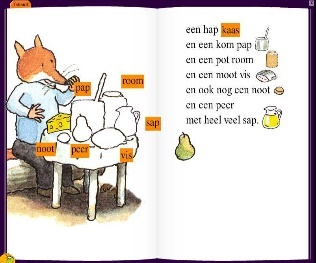 pap
room
sap
noot
peer
vis
een hap kaas
en een kom pap
en een pot room
en een moot vis
en ook nog een noot
en een peer
met heel veel sap.